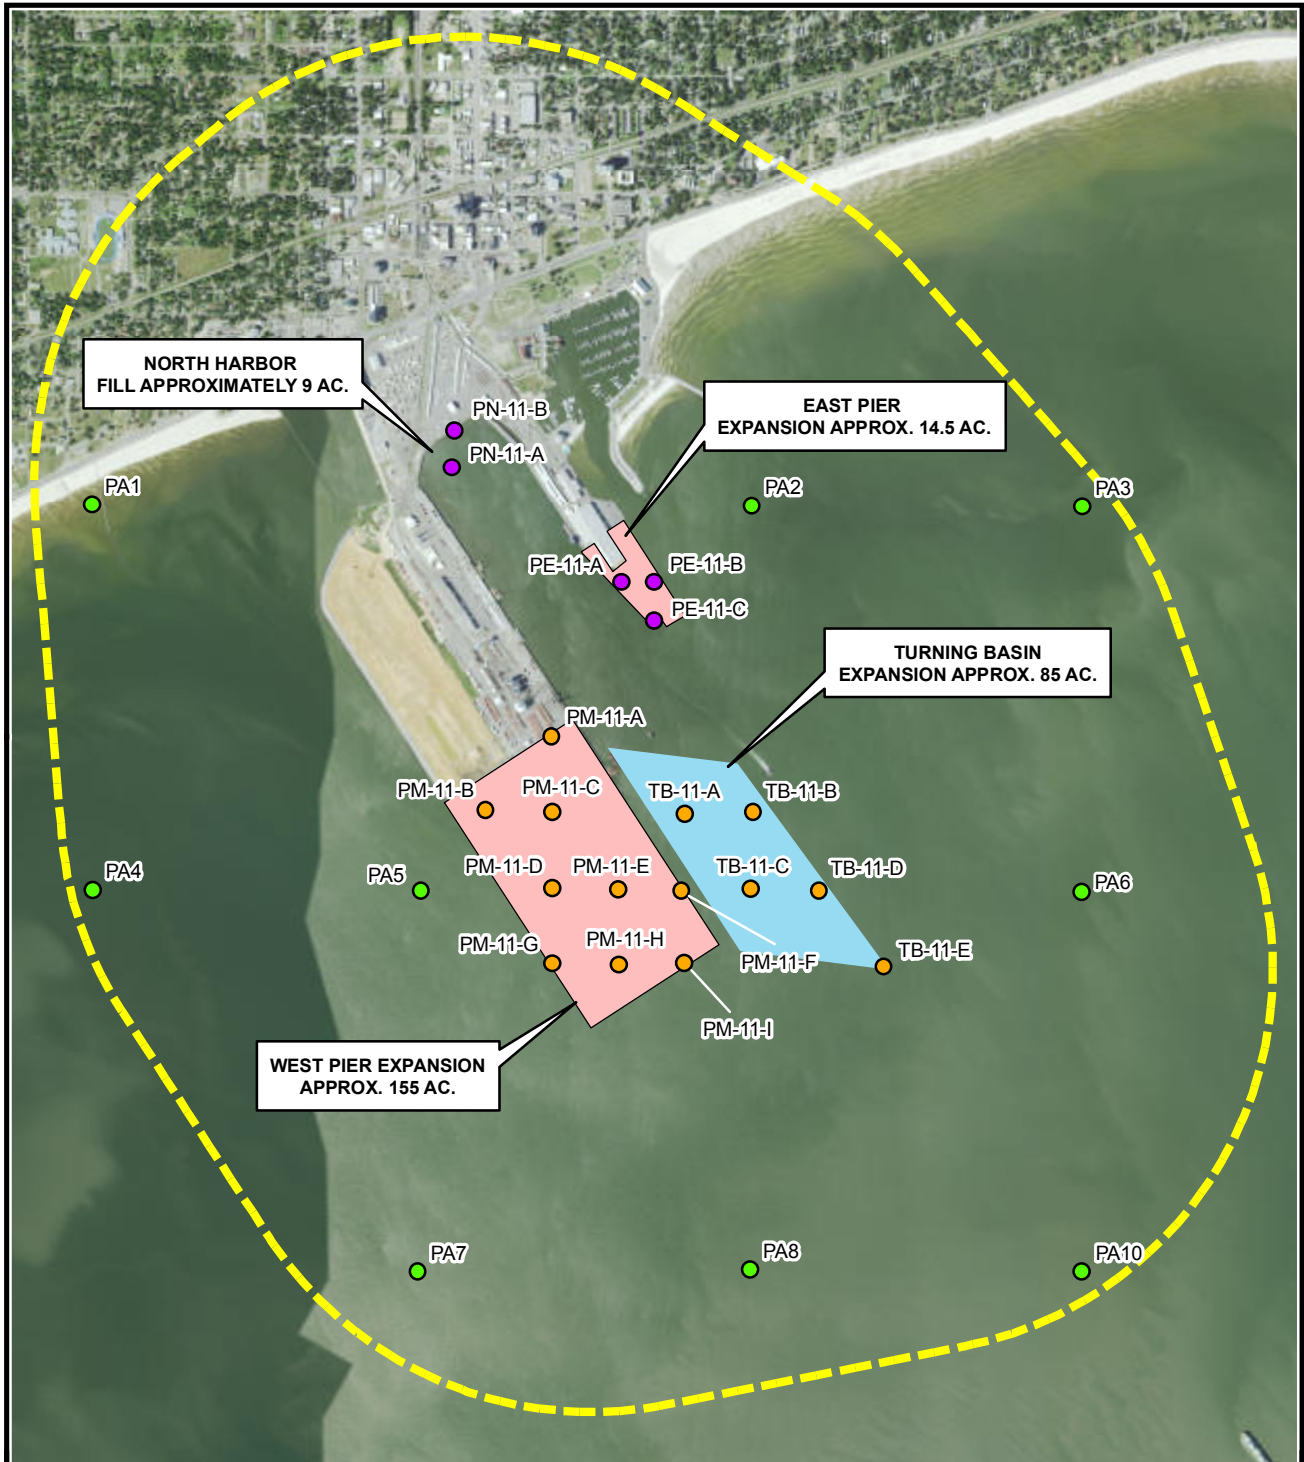 NORTH HARBOR
FILL APPROXIMATELY 9 AC.
PN-11-B
PN-11-A
EAST PIER
EXPANSION APPROX. 14.5 AC.
PA1
PA2
PA3
PE-11-A
PE-11-B
PE-11-C
TURNING BASIN
EXPANSION APPROX. 85 AC.
PM-11-A
PM-11-B
PM-11-C
TB-11-A
TB-11-B
PA4
PA5
PM-11-D
PM-11-E
TB-11-C
TB-11-D
PA6
PM-11-G
PM-11-H
PM-11-F
TB-11-E
PM-11-I
WEST PIER EXPANSION
APPROX. 155 AC.
PA7
PA8
PA10